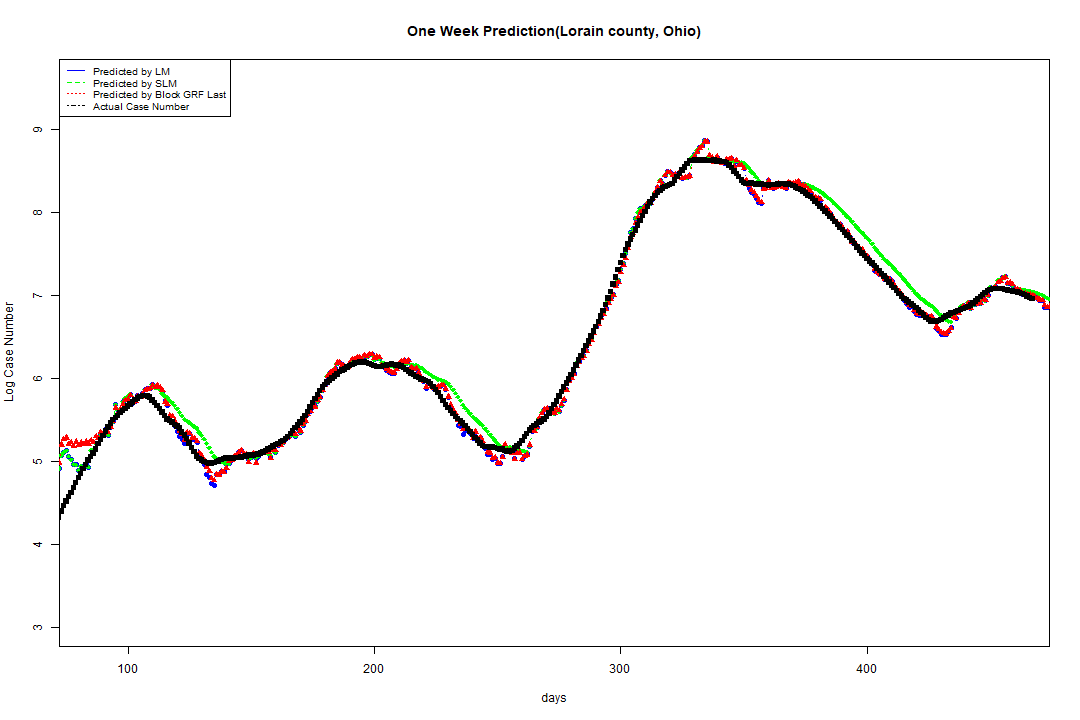 One Week Prediction(Lorain county, Ohio)
Predicted by LM
Predicted by SLM
Predicted by Block GRF Last
Actual Case Number
Log Case Number
9
8
7
6
5
4
3
100 200 300 400
days